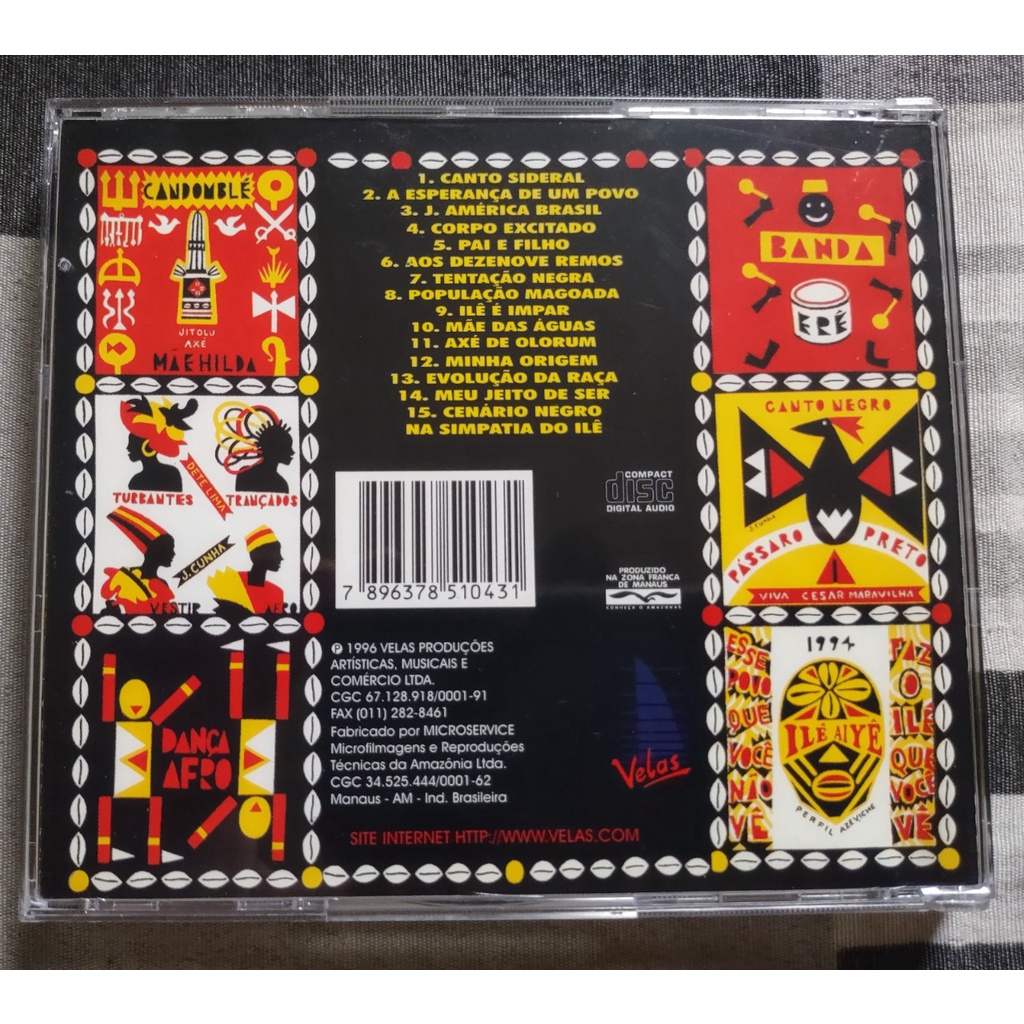 CANDOMBLÉ
JITOLU
AXÉ
MÃE HILDA
TURBANTES
DETE LIMA
TRANÇADOS
J. CUNHA
VESTIR
AFRO
DANÇA
AFRO
1. CANTO SIDERAL
2. A ESPERANÇA DE UM POVO
3. J. AMÉRICA BRASIL
4. CORPO EXCITADO
5. PAI E FILHO
6. AOS DEZENOVE REMOS
7. TENTAÇÃO NEGRA
8. POPULAÇÃO MAGOADA
9. ILÊ É IMPAR
10. MÃE DAS ÁGUAS
11. AXÉ DE OLORUM
12. MINHA ORIGEM
13. EVOLUÇÃO DA RAÇA
14. MEU JEITO DE SER
15. CENÁRIO NEGRO
NA SIMPATIA DO ILÊ
7 896378 510431
COMPACT
disc
DIGITAL AUDIO
PRODUZIDO
NA ZONA FRANCA
DE MANAUS
CONHEÇA O AMAZONAS
℗ 1996 VELAS PRODUÇÕES
ARTÍSTICAS, MUSICAIS E
COMÉRCIO LTDA.
CGC 67.128.918/0001-91
FAX (011) 282-8461
Fabricado por MICROSERVICE
Microfilmagens e Reproduções
Técnicas da Amazônia Ltda.
CGC 34.525.444/0001-62
Manaus - AM - Ind. Brasileira
Velas
SITE INTERNET HTTP://WWW.VELAS.COM
BANDA
ERÊ
CANTO NEGRO
J. CUNHA
PÁSSARO PRETO
VIVA CESAR MARAVILHA
ESSE
POVO
QUE
VOCÊ
NÃO
VÊ
1994
ILÊ AIYÊ
PERFIL AZEVICHE
FAZ
O
ILÊ
QUE
VOCÊ
VÊ